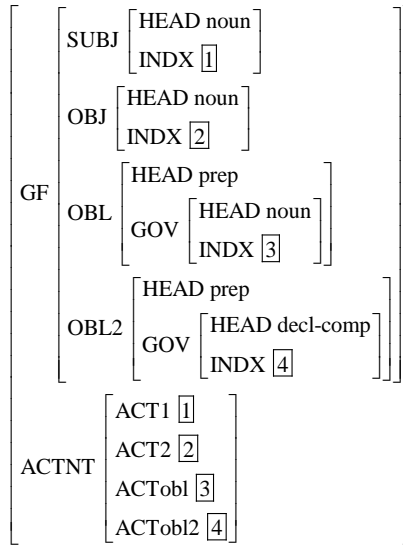 SUBJ HEAD noun
INDX 1
OBJ HEAD noun
INDX 2
GF
OBL HEAD prep
GOV HEAD noun
INDX 3
OBL2 HEAD prep
GOV HEAD decl-comp
INDX 4
ACTNT
ACT1 1
ACT2 2
ACTobl 3
ACTobl2 4